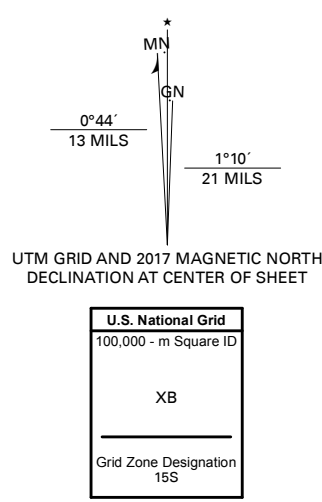 MN
GN
0°44´
13 MILS
1°10´
21 MILS
UTM GRID AND 2017 MAGNETIC NORTH
DECLINATION AT CENTER OF SHEET
U.S. National Grid
100,000 - m Square ID
XB
Grid Zone Designation
15S